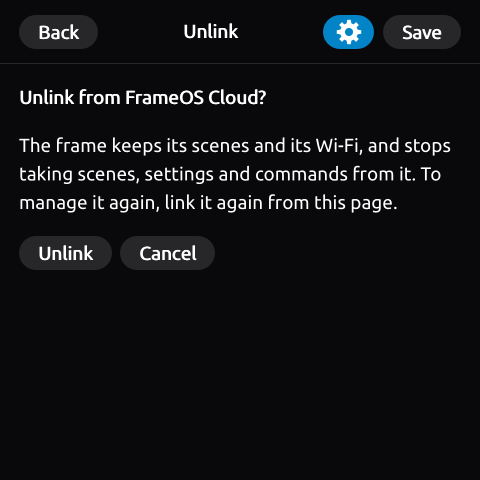 Back
Unlink
Save
Unlink from FrameOS Cloud?
The frame keeps its scenes and its Wi-Fi, and stops
taking scenes, settings and commands from it. To
manage it again, link it again from this page.
Unlink
Cancel